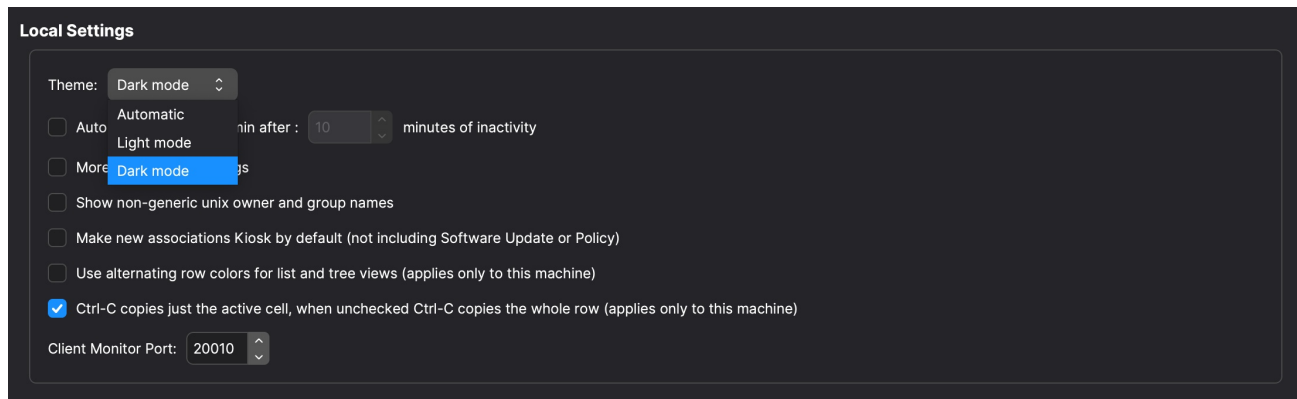 Local Settings
Theme: Dark mode
Automatic
Auto min after : 10 minutes of inactivity
Light mode
More Dark mode gs
Show non-generic unix owner and group names
Make new associations Kiosk by default (not including Software Update or Policy)
Use alternating row colors for list and tree views (applies only to this machine)
Ctrl-C copies just the active cell, when unchecked Ctrl-C copies the whole row (applies only to this machine)
Client Monitor Port: 20010